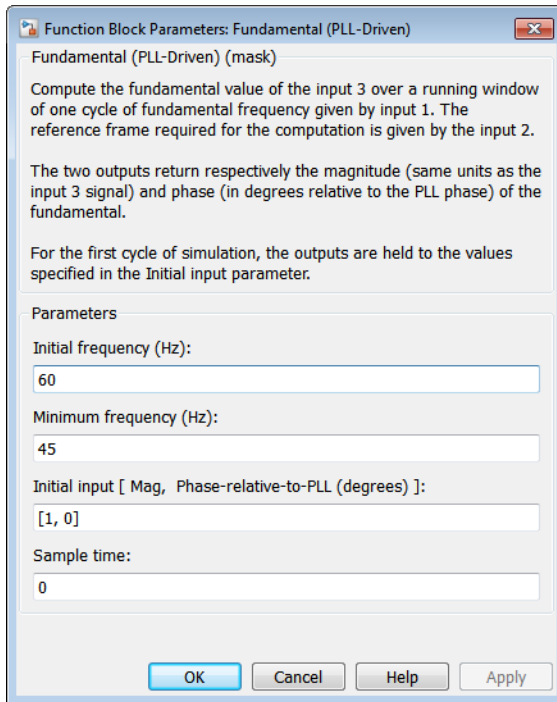 Function Block Parameters: Fundamental (PLL-Driven)
Fundamental (PLL-Driven) (mask)
Compute the fundamental value of the input 3 over a running window
of one cycle of fundamental frequency given by input 1. The
reference frame required for the computation is given by the input 2.
The two outputs return respectively the magnitude (same units as the
input 3 signal) and phase (in degrees relative to the PLL phase) of the
fundamental.
For the first cycle of simulation, the outputs are held to the values
specified in the Initial input parameter.
Parameters
Initial frequency (Hz):
60
Minimum frequency (Hz):
45
Initial input [ Mag,  Phase-relative-to-PLL (degrees) ]:
[1, 0]
Sample time:
0
OK Cancel Help Apply